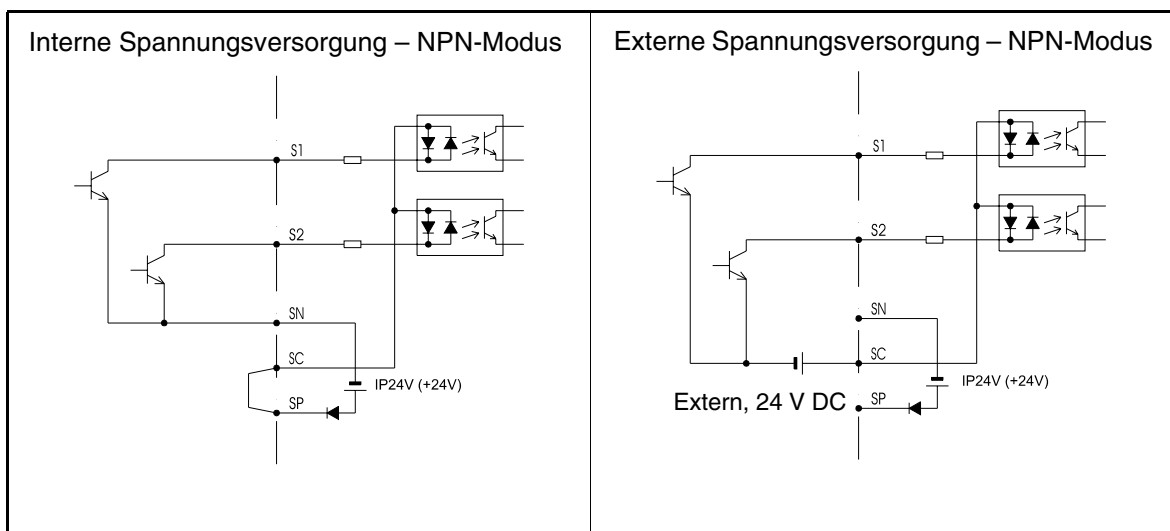 Interne Spannungsversorgung – NPN-Modus
S1
S2
SN
SC
IP24V (+24V)
SP
Externe Spannungsversorgung – NPN-Modus
S1
S2
SN
SC
IP24V (+24V)
Extern, 24 V DC
SP